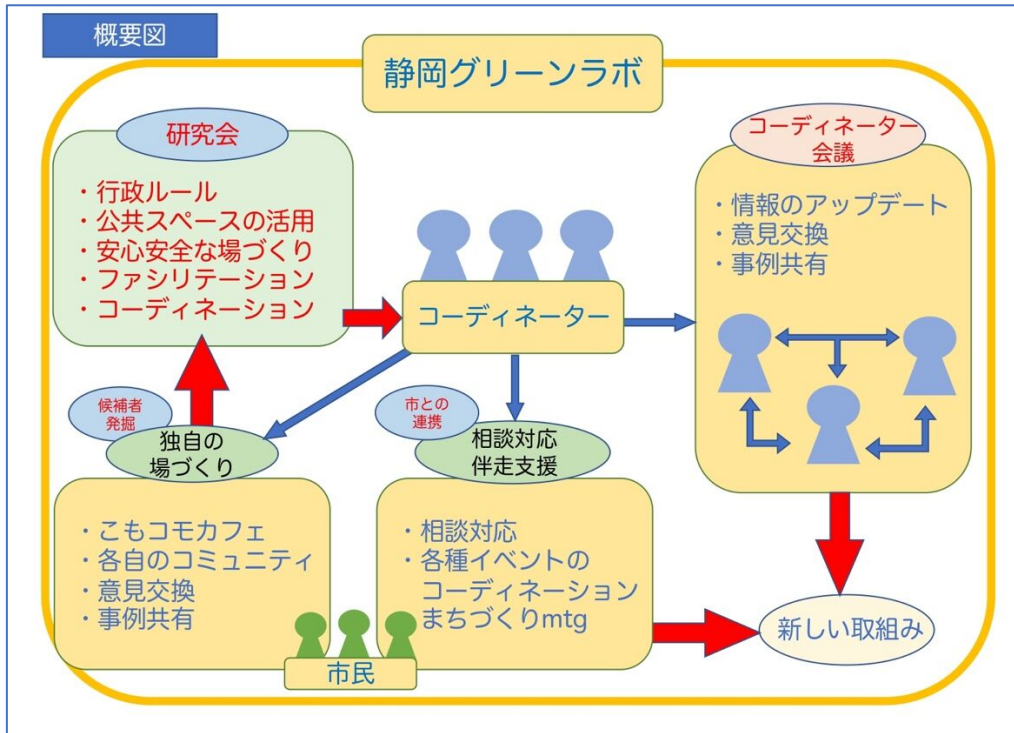 概要図
静岡グリーンラボ
研究会
・行政ルール
・公共スペースの活用
・安心安全な場づくり
・ファシリテーション
・コーディネーション
コーディネーター
コーディネーター
会議
・情報のアップデート
・意見交換
・事例共有
候補者
発掘
独自の
場づくり
・こもコモカフェ
・各自のコミュニティ
・意見交換
・事例共有
市との
連携
相談対応
伴走支援
・相談対応
・各種イベントの
コーディネーション
まちづくりmtg
市民
新しい取組み